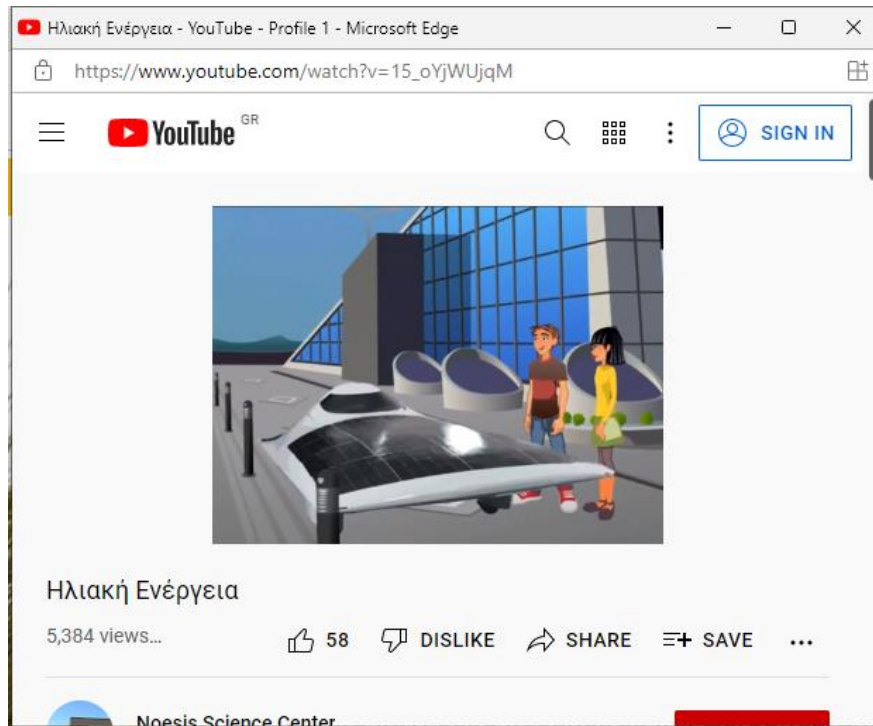 Ηλιακή Ενέργεια - YouTube - Profile 1 - Microsoft Edge
https://www.youtube.com/watch?v=15_oYjWUjqM
YouTube GR
SIGN IN
Ηλιακή Ενέργεια
5,384 views...
58 DISLIKE SHARE SAVE
Noesis Science Center